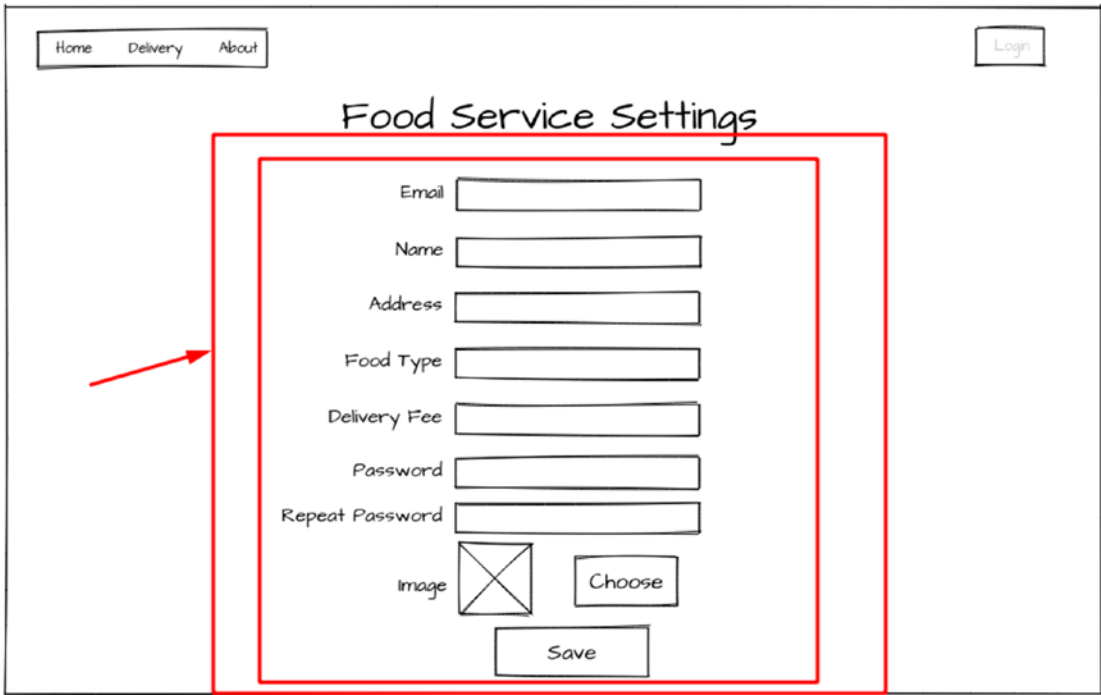 Home Delivery About Login
Food Service Settings
Email
Name
Address
Food Type
Delivery Fee
Password
Repeat Password
Image Choose
Save